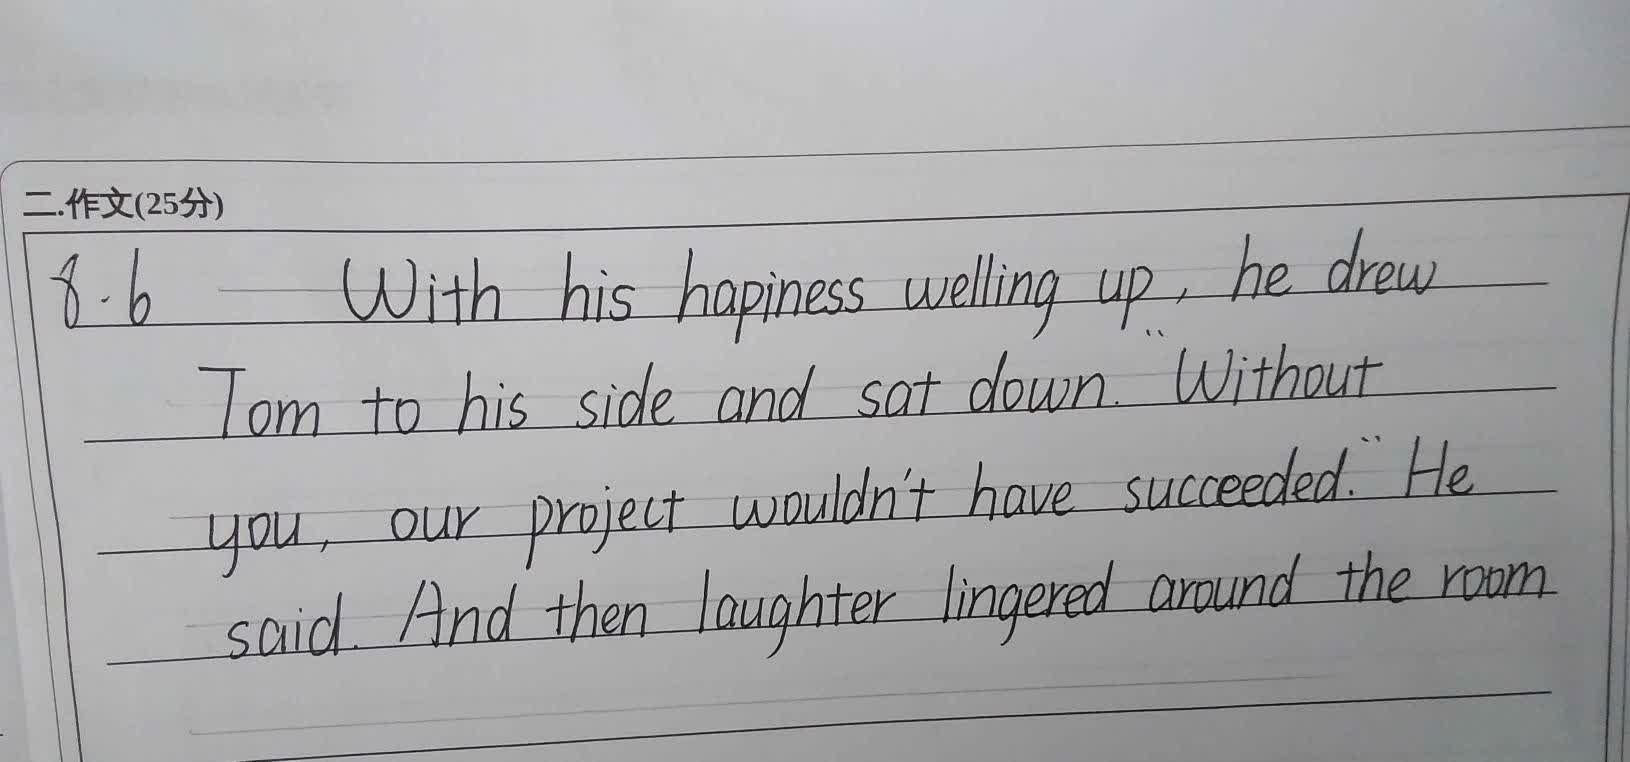 二.作文(25分)
8.6 With his hapiness welling up, he drew
Tom to his side and sat down. "Without
you, our project wouldn't have succeeded." He
said. And then laughter lingered around the room